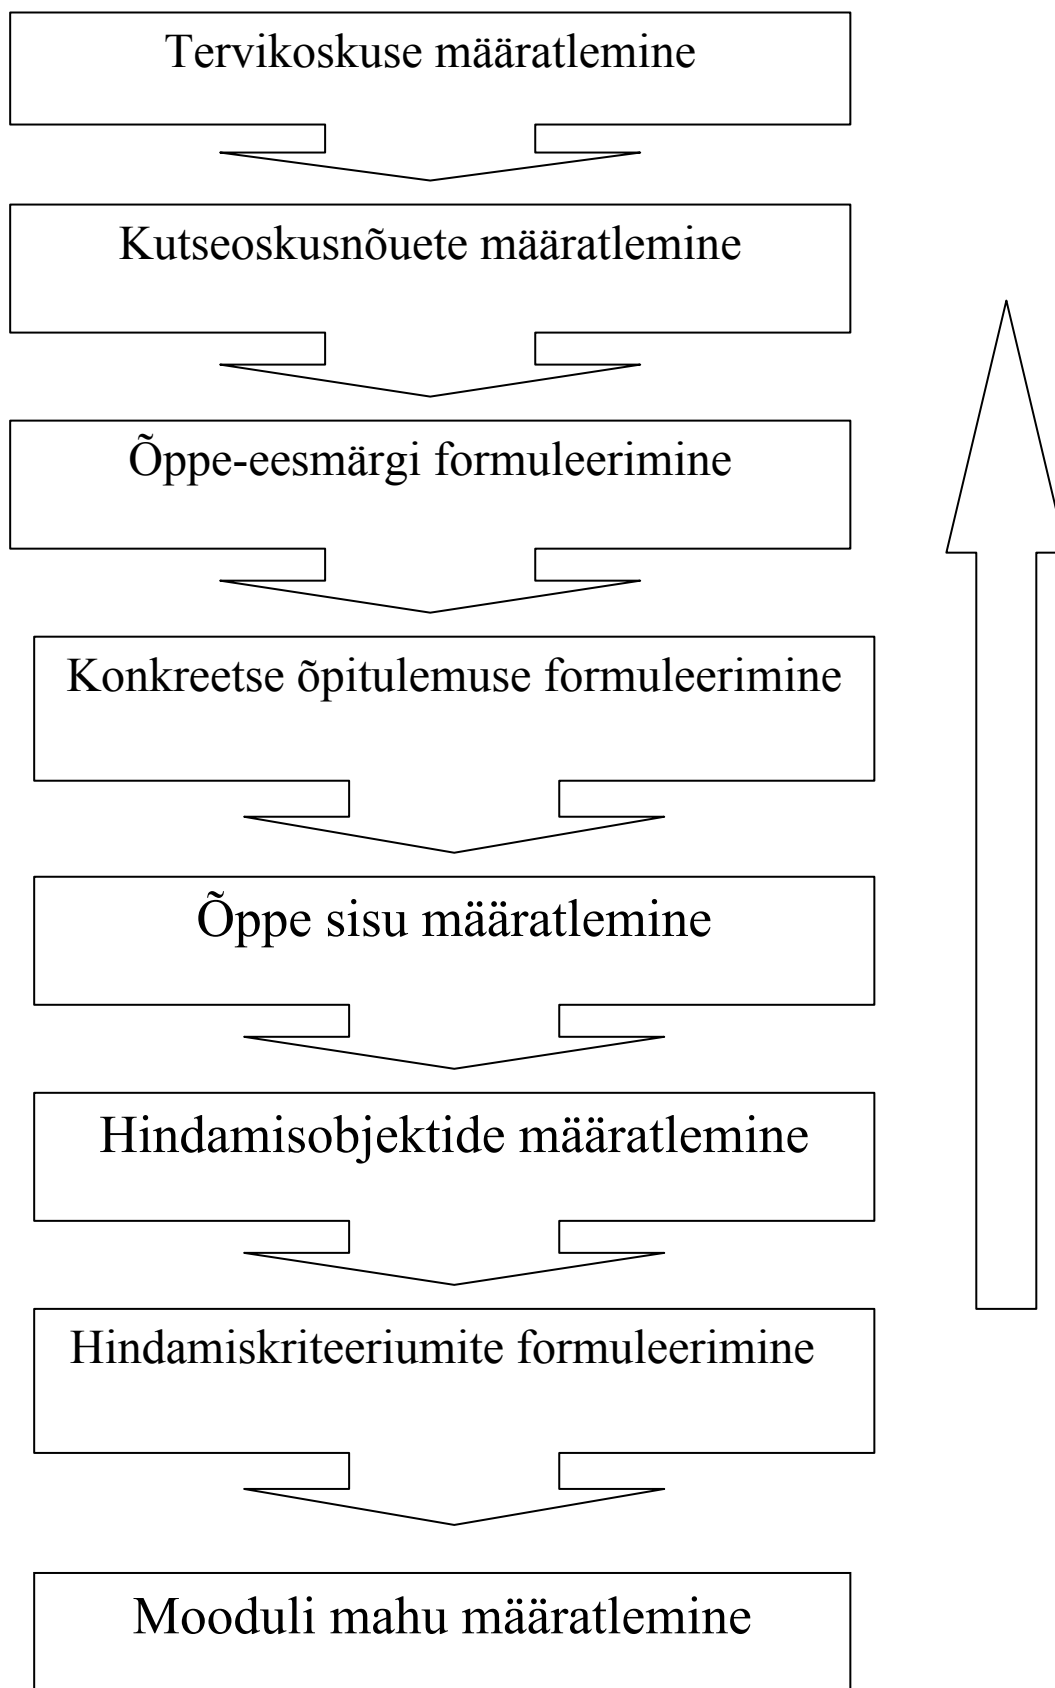 Tervikoskuse määratlemine
Kutseoskusnõuete määratlemine
Õppe-eesmärgi formuleerimine
Konkreetse õpitulemuse formuleerimine
Õppe sisu määratlemine
Hindamisobjektide määratlemine
Hindamiskriteeriumite formuleerimine
Mooduli mahu määratlemine